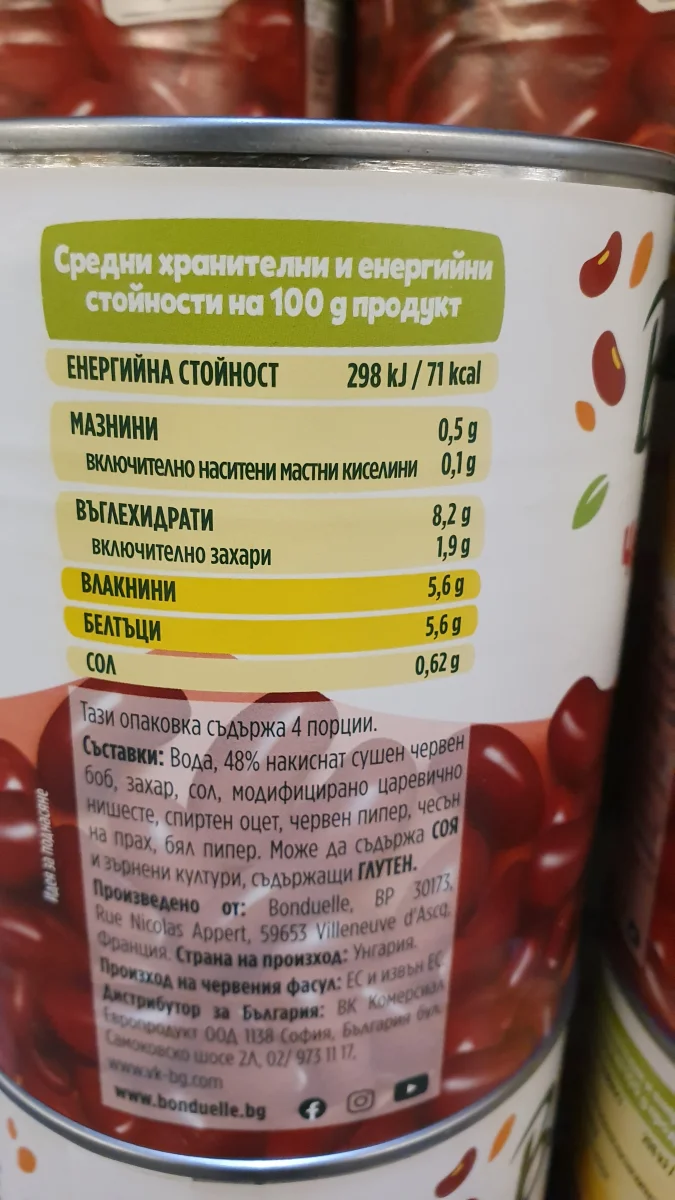 Средни хранителни и енергийни
стойности на 100 g продукт
ЕНЕРГИЙНА СТОЙНОСТ 298 kJ / 71 kcal
МАЗНИНИ 0,5 g
включително наситени мастни киселини 0,1 g
ВЪГЛЕХИДРАТИ 8,2 g
включително захари 1,9 g
ВЛАКНИНИ 5,6 g
БЕЛТЪЦИ 5,6 g
СОЛ 0,62 g
Тази опаковка съдържа 4 порции.
Съставки: Вода, 48% накиснат сушен червен
боб, захар, сол, модифицирано царевично
нишесте, спиртен оцет, червен пипер, чесън
на прах, бял пипер. Може да съдържа СОЯ
и зърнени култури, съдържащи ГЛУТЕН.
Произведено от: Bonduelle, BP 30173,
Rue Nicolas Appert, 59653 Villeneuve d'Ascq,
Франция. Страна на произход: Унгария.
Произход на червения фасул: ЕС и извън ЕС
Дистрибутор за България: ВК Комерсиал
Европродукт ООД 1138 София, България бул.
Самоковско шосе 2Л, 02/ 973 11 17,
www.vk-bg.com
www.bonduelle.bg
Идея за поднасяне